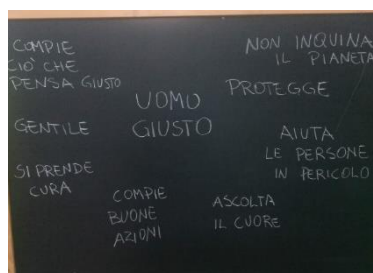 COMPIE
CIÒ CHE
PENSA GIUSTO
NON INQUINA
IL PIANETA
PROTEGGE
UOMO
GIUSTO
GENTILE
AIUTA
LE PERSONE
IN PERICOLO
SI PRENDE
CURA
COMPIE
BUONE
AZIONI
ASCOLTA
IL CUORE